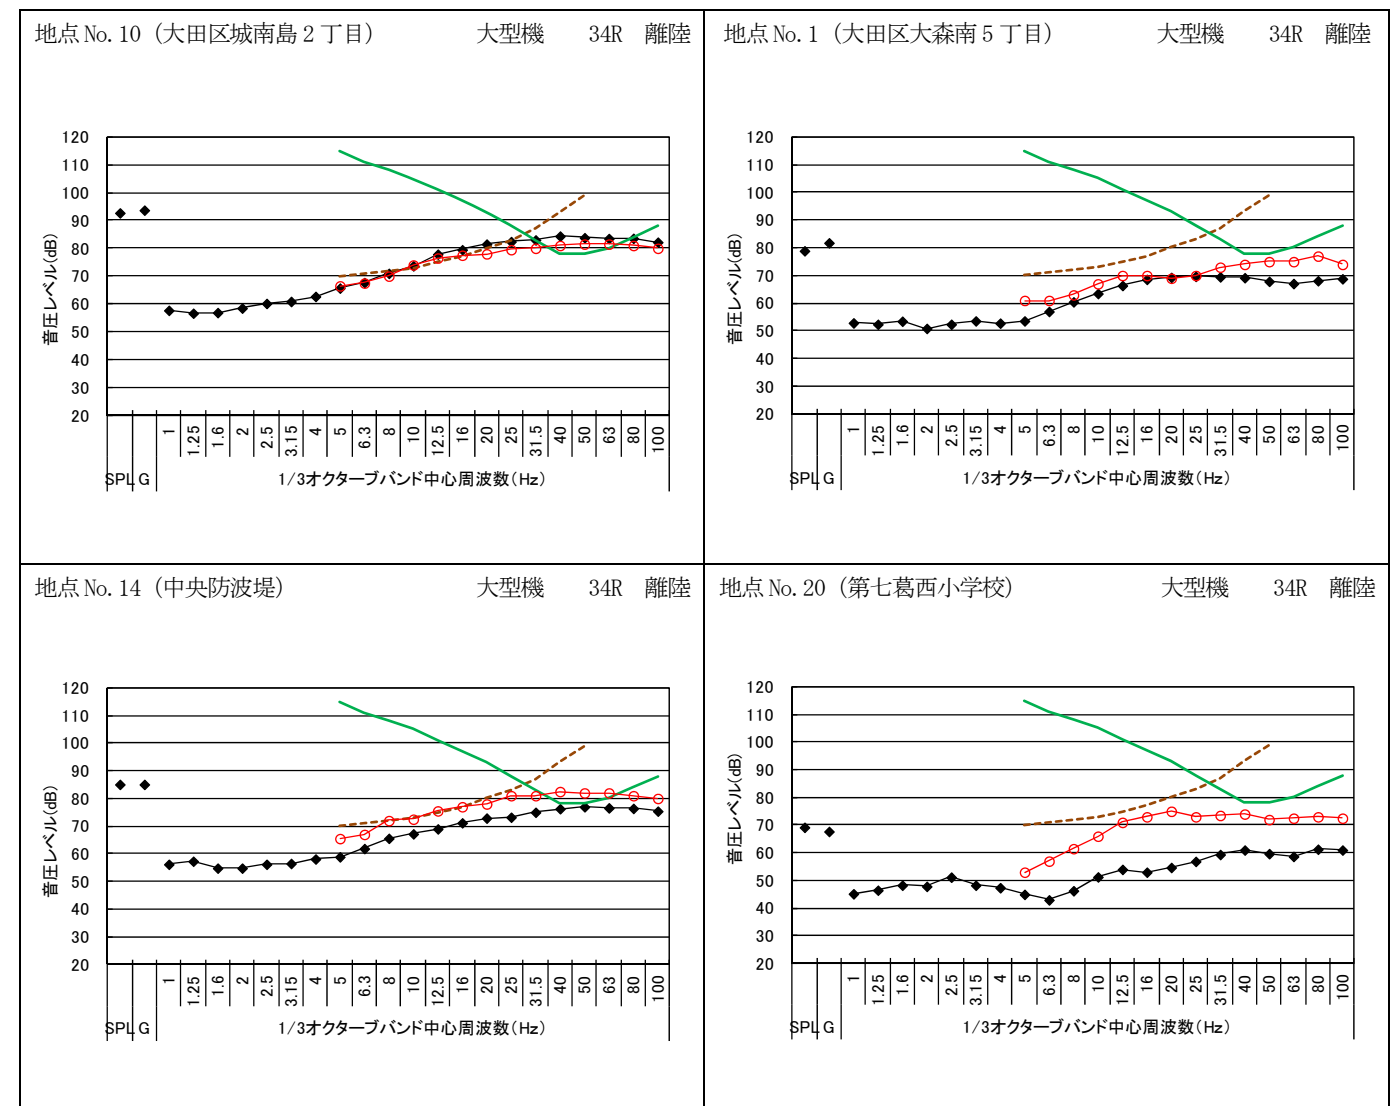 地点 No. 10（大田区城南島２丁目） 大型機 34R 離陸
120
110
100
90
80
70
60
50
40
30
20
音圧レベル(dB)
1 1.25 1.6 2 2.5 3.15 4 5 6.3 8 10 12.5 16 20 25 31.5 40 50 63 80 100
SPL G 1/3オクターブバンド中心周波数(Hz)
地点 No. 1（大田区大森南５丁目） 大型機 34R 離陸
120
110
100
90
80
70
60
50
40
30
20
音圧レベル(dB)
1 1.25 1.6 2 2.5 3.15 4 5 6.3 8 10 12.5 16 20 25 31.5 40 50 63 80 100
SPL G 1/3オクターブバンド中心周波数(Hz)
地点 No. 14（中央防波堤） 大型機 34R 離陸
120
110
100
90
80
70
60
50
40
30
20
音圧レベル(dB)
1 1.25 1.6 2 2.5 3.15 4 5 6.3 8 10 12.5 16 20 25 31.5 40 50 63 80 100
SPL G 1/3オクターブバンド中心周波数(Hz)
地点 No. 20（第七葛西小学校） 大型機 34R 離陸
120
110
100
90
80
70
60
50
40
30
20
音圧レベル(dB)
1 1.25 1.6 2 2.5 3.15 4 5 6.3 8 10 12.5 16 20 25 31.5 40 50 63 80 100
SPL G 1/3オクターブバンド中心周波数(Hz)